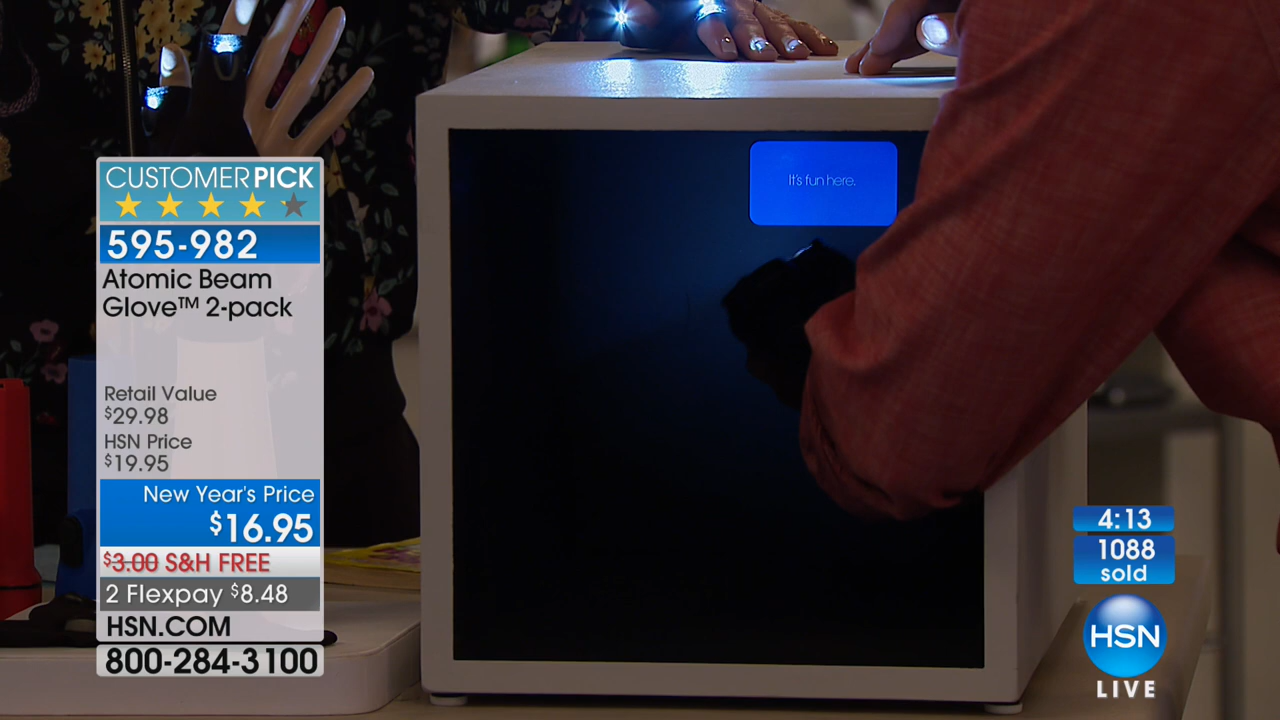 CUSTOMER PICK
595-982
Atomic Beam
Glove™ 2-pack
Retail Value
$29.98
HSN Price
$19.95
New Year's Price
$16.95
$3.00 S&H FREE
2 Flexpay $8.48
HSN.COM
800-284-3100
It's fun here.
4:13
1088
sold
HSN
LIVE